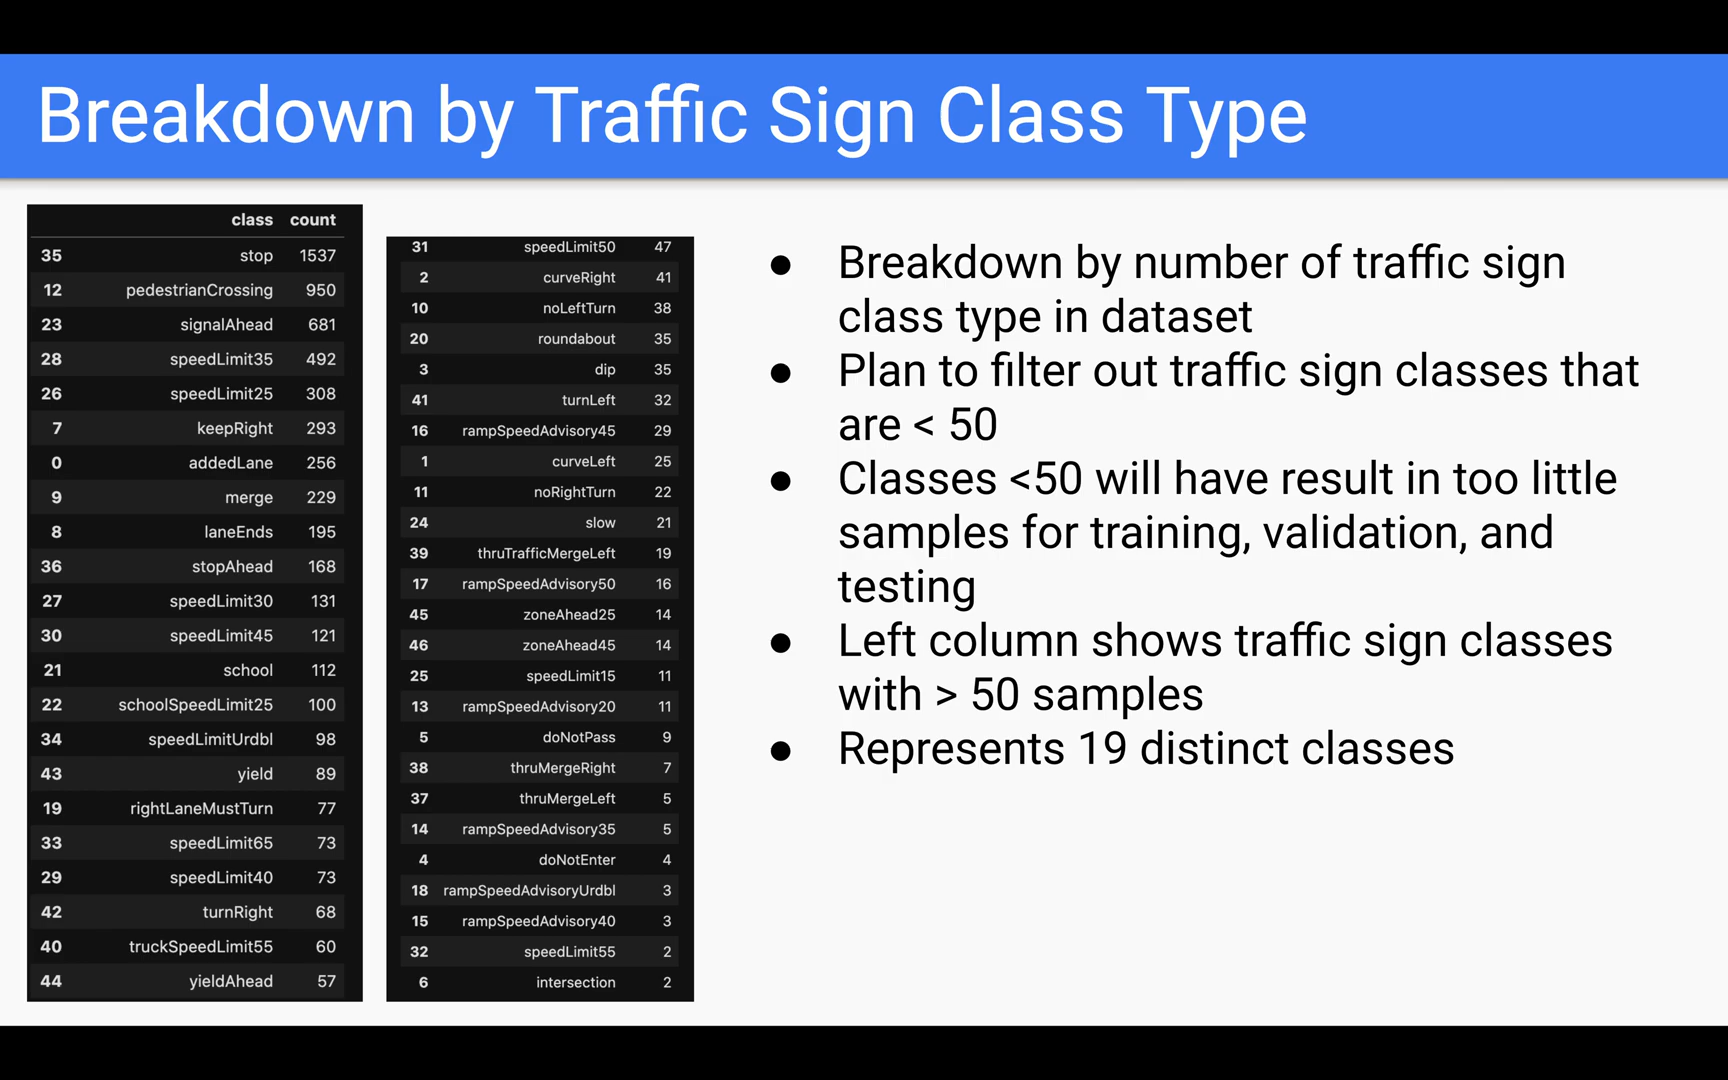 Breakdown by Traffic Sign Class Type
class count
35 stop 1537
12 pedestrianCrossing 950
23 signalAhead 681
28 speedLimit35 492
26 speedLimit25 308
7 keepRight 293
0 addedLane 256
9 merge 229
8 laneEnds 195
36 stopAhead 168
27 speedLimit30 131
30 speedLimit45 121
21 school 112
22 schoolSpeedLimit25 100
34 speedLimitUrdbl 98
43 yield 89
19 rightLaneMustTurn 77
33 speedLimit65 73
29 speedLimit40 73
42 turnRight 68
40 truckSpeedLimit55 60
44 yieldAhead 57
31 speedLimit50 47
2 curveRight 41
10 noLeftTurn 38
20 roundabout 35
3 dip 35
41 turnLeft 32
16 rampSpeedAdvisory45 29
1 curveLeft 25
11 noRightTurn 22
24 slow 21
39 thruTrafficMergeLeft 19
17 rampSpeedAdvisory50 16
45 zoneAhead25 14
46 zoneAhead45 14
25 speedLimit15 11
13 rampSpeedAdvisory20 11
5 doNotPass 9
38 thruMergeRight 7
37 thruMergeLeft 5
14 rampSpeedAdvisory35 5
4 doNotEnter 4
18 rampSpeedAdvisoryUrdbl 3
15 rampSpeedAdvisory40 3
32 speedLimit55 2
6 intersection 2
● Breakdown by number of traffic sign
class type in dataset
● Plan to filter out traffic sign classes that
are < 50
● Classes <50 will have result in too little
samples for training, validation, and
testing
● Left column shows traffic sign classes
with > 50 samples
● Represents 19 distinct classes